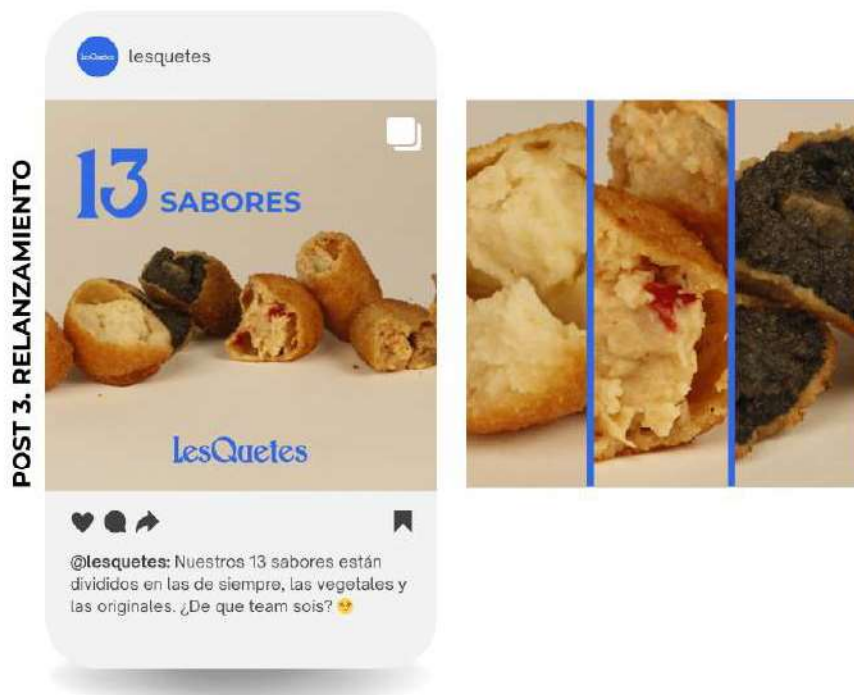 POST 3. RELANZAMIENTO
lesQuetes
lesquetes
13 SABORES
lesQuetes
@lesquetes: Nuestros 13 sabores están
divididos en las de siempre, las vegetales y
las originales. ¿De que team sois? 😏